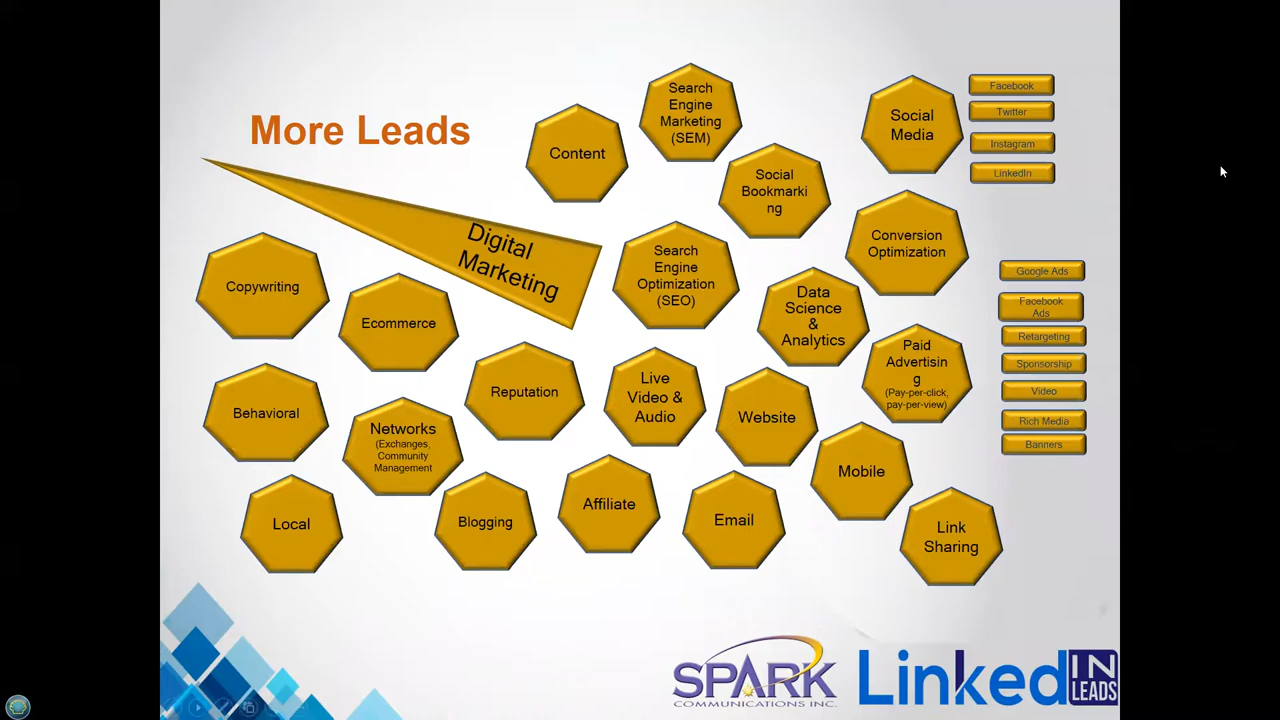 More Leads
Digital
Marketing
Content
Search
Engine
Marketing
(SEM)
Social
Bookmarki
ng
Social
Media
Facebook
Twitter
Instagram
LinkedIn
Copywriting
Ecommerce
Search
Engine
Optimization
(SEO)
Conversion
Optimization
Data
Science
&
Analytics
Google Ads
Facebook
Ads
Retargeting
Sponsorship
Video
Rich Media
Banners
Paid
Advertisin
g
(Pay-per-click,
pay-per-view)
Behavioral
Networks
(Exchanges,
Community
Management
Reputation
Live
Video &
Audio
Website
Mobile
Local
Blogging
Affiliate
Email
Link
Sharing
SPARK
COMMUNICATIONS INC.
Linked
IN
LEADS